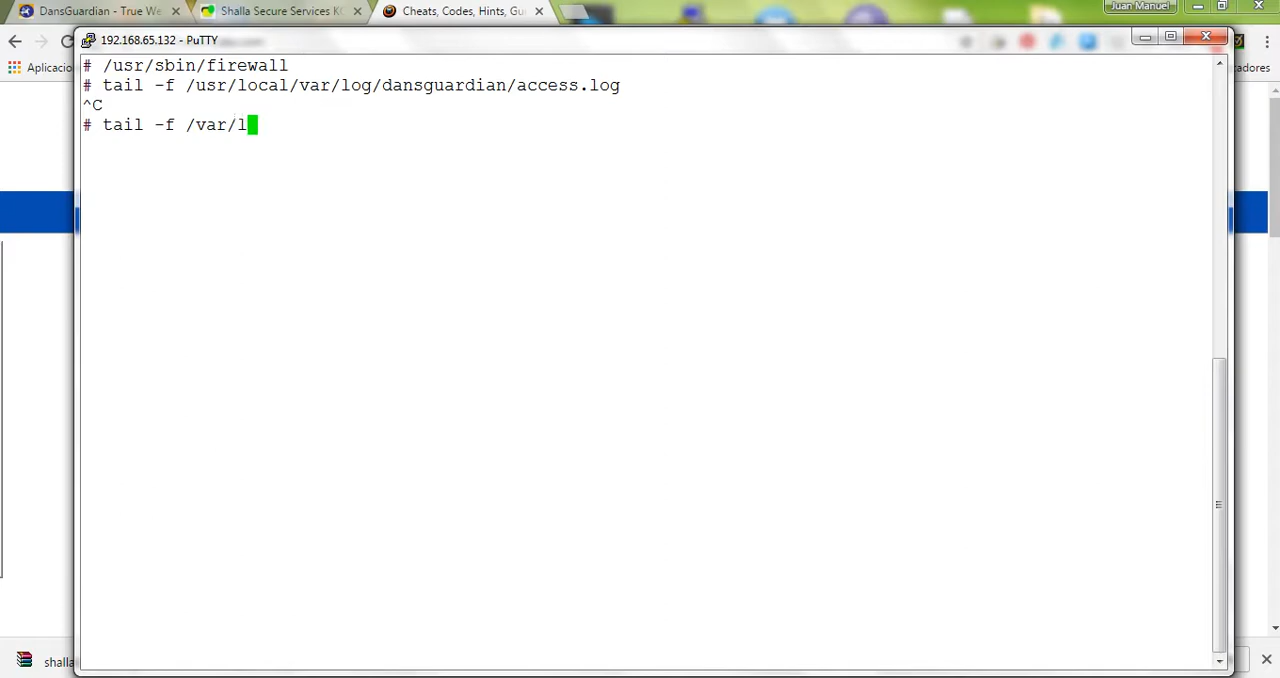 DansGuardian - True We
Shalla Secure Services KG
Cheats, Codes, Hints, Gu
Juan Manuel
192.168.65.132 - PuTTY
Aplicacio
# /usr/sbin/firewall
# tail -f /usr/local/var/log/dansguardian/access.log
^C
# tail -f /var/l
shalla